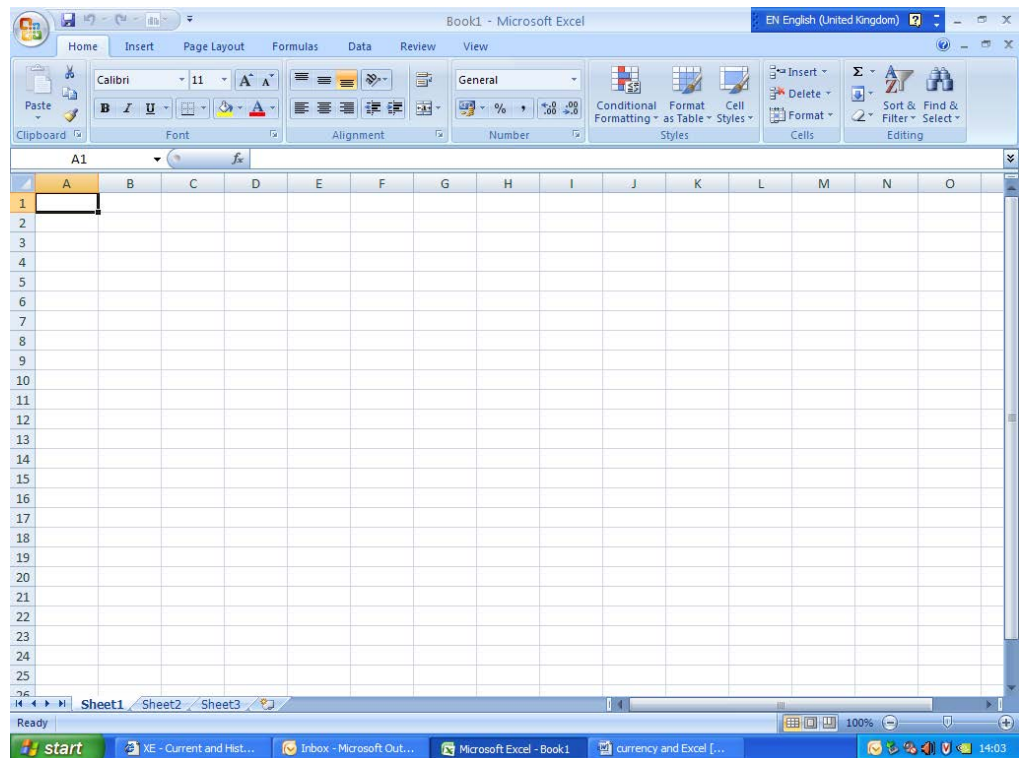 Book1 - Microsoft Excel
EN English (United Kingdom)
Home Insert Page Layout Formulas Data Review View
Paste
Calibri 11 A A
B I U A
General
% ,
Conditional Formatting
Format as Table
Cell Styles
Insert
Delete
Format
Σ
Sort & Filter
Find & Select
Clipboard Font Alignment Number Styles Cells Editing
A1 fx
A B C D E F G H I J K L M N O
1
2
3
4
5
6
7
8
9
10
11
12
13
14
15
16
17
18
19
20
21
22
23
24
25
26
Sheet1 Sheet2 Sheet3
Ready 100%
start XE - Current and Hist... Inbox - Microsoft Out... Microsoft Excel - Book1 currency and Excel [... 14:03